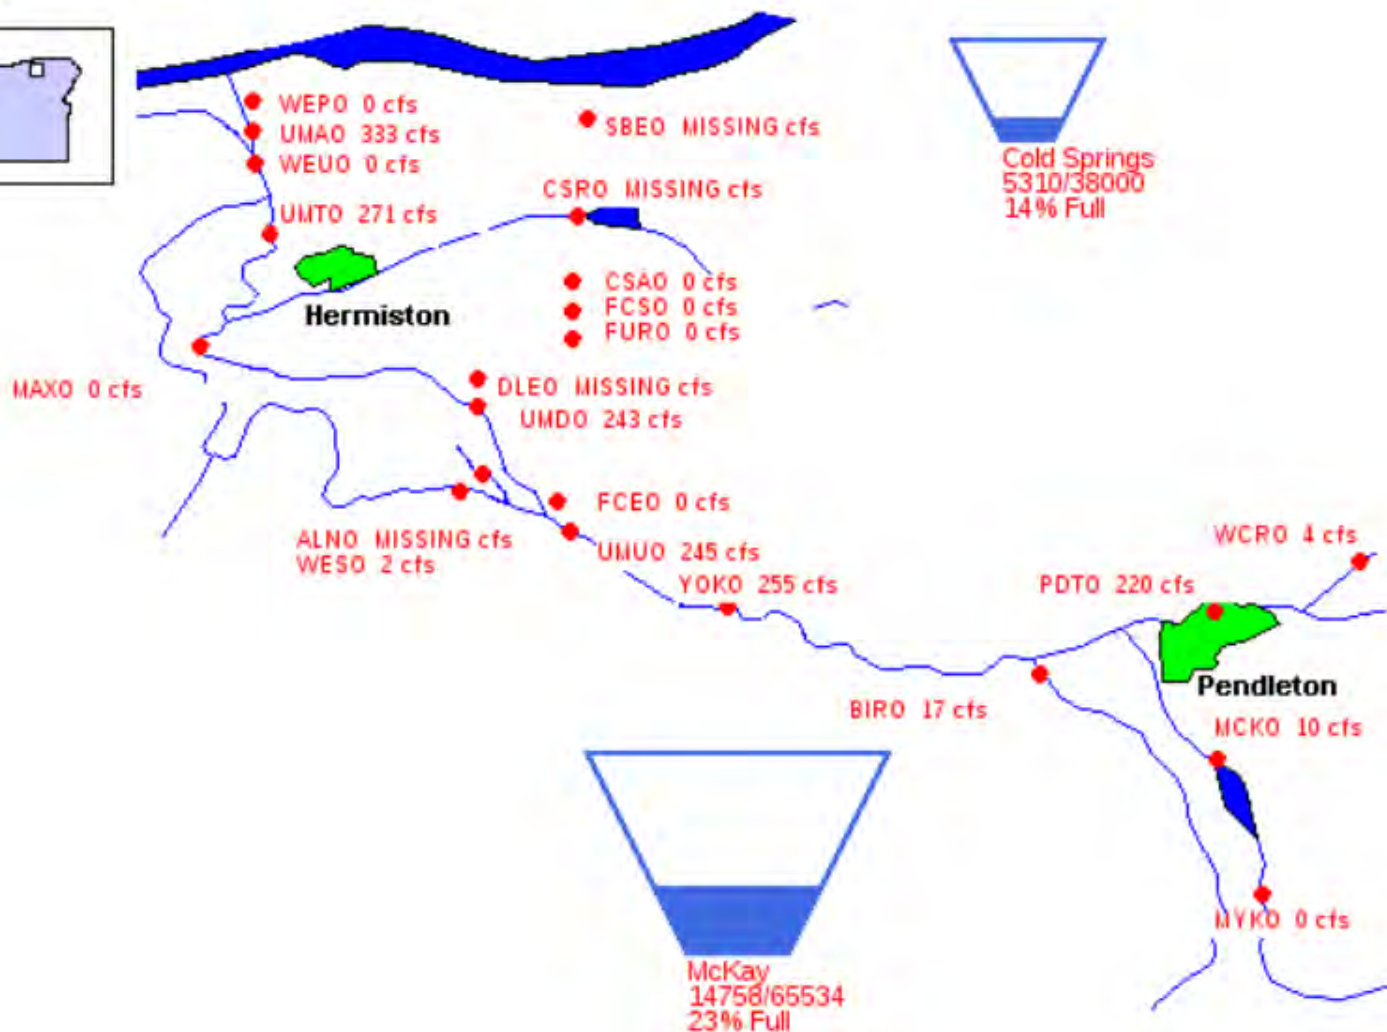 WEPO 0 cfs
UMAO 333 cfs
WEUO 0 cfs
SBEO MISSING cfs
Cold Springs
5310/38000
14% Full
CSRO MISSING cfs
UMTO 271 cfs
CSAO 0 cfs
FCSO 0 cfs
FURO 0 cfs
Hermiston
MAXO 0 cfs
DLEO MISSING cfs
UMDO 243 cfs
FCEO 0 cfs
ALNO MISSING cfs
WESO 2 cfs
UMUO 245 cfs
YOKO 255 cfs
WCRO 4 cfs
PDTO 220 cfs
Pendleton
BIRO 17 cfs
MCKO 10 cfs
MYKO 0 cfs
McKay
14758/65534
23% Full